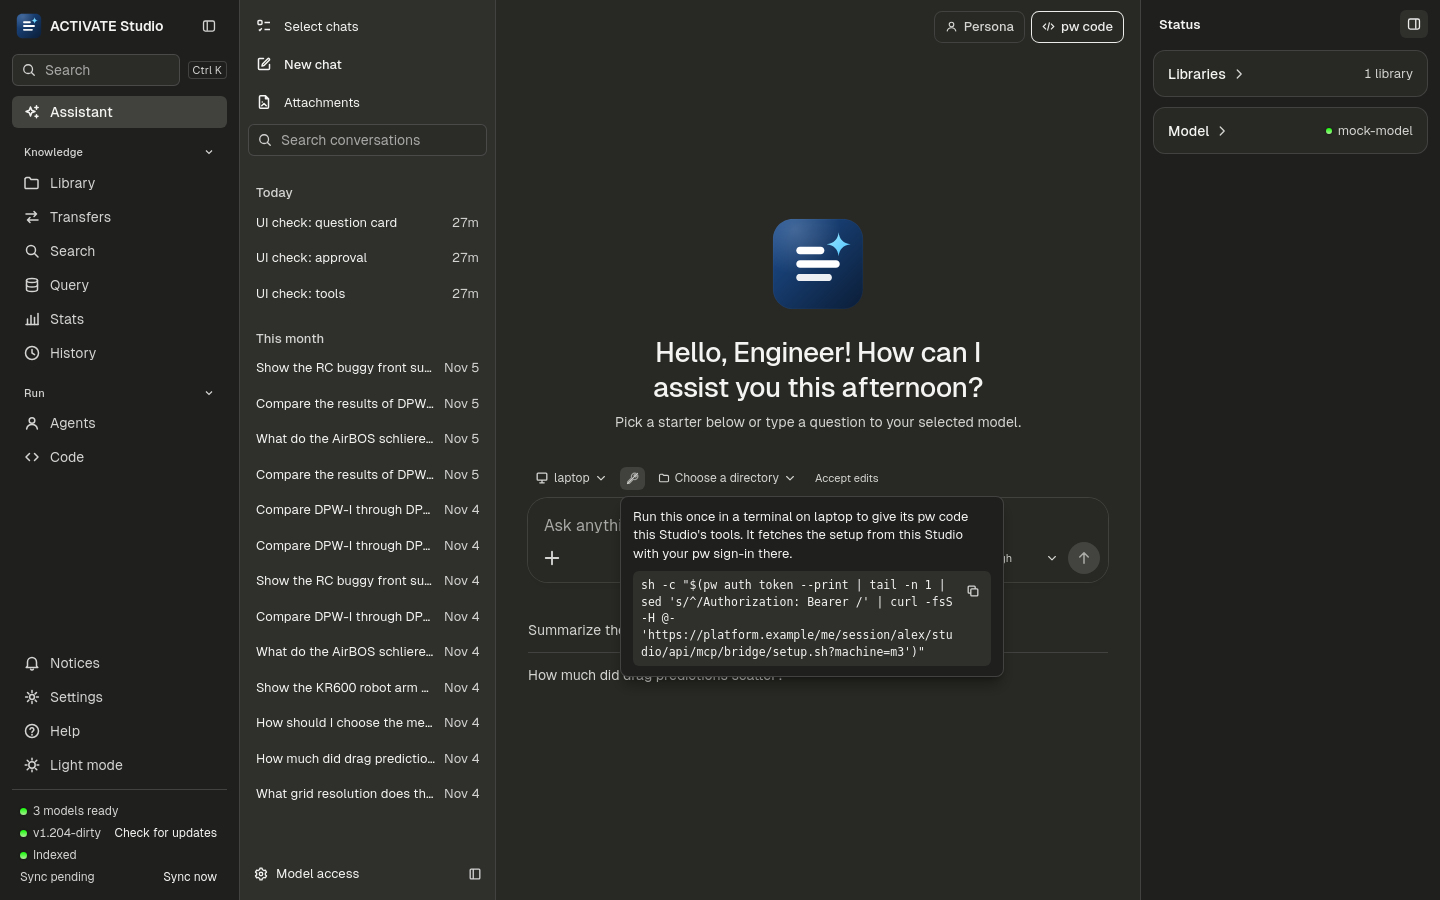 ACTIVATE Studio
Search
Ctrl K
Assistant
Knowledge
Library
Transfers
Search
Query
Stats
History
Run
Agents
Code
Notices
Settings
Help
Light mode
3 models ready
v1.204-dirty Check for updates
Indexed
Sync pending Sync now
Select chats
New chat
Attachments
Search conversations
Today
UI check: question card 27m
UI check: approval 27m
UI check: tools 27m
This month
Show the RC buggy front su... Nov 5
Compare the results of DPW... Nov 5
What do the AirBOS schliere... Nov 5
Compare the results of DPW... Nov 5
Compare DPW-I through DP... Nov 4
Compare DPW-I through DP... Nov 4
Show the RC buggy front su... Nov 4
Compare DPW-I through DP... Nov 4
What do the AirBOS schliere... Nov 4
Show the KR600 robot arm ... Nov 4
How should I choose the me... Nov 4
How much did drag predictio... Nov 4
What grid resolution does th... Nov 4
Model access
Persona
pw code
Hello, Engineer! How can I
assist you this afternoon?
Pick a starter below or type a question to your selected model.
laptop
Choose a directory
Accept edits
Ask anythi
Run this once in a terminal on laptop to give its pw code
this Studio's tools. It fetches the setup from this Studio
with your pw sign-in there.
sh -c "$(pw auth token --print | tail -n 1 |
sed 's/^/Authorization: Bearer /' | curl -fsS
-H @-
'https://platform.example/me/session/alex/stu
dio/api/mcp/bridge/setup.sh?machine=m3')"
gh
Summarize the
How much did drag predictions scatter?
Status
Libraries 1 library
Model mock-model